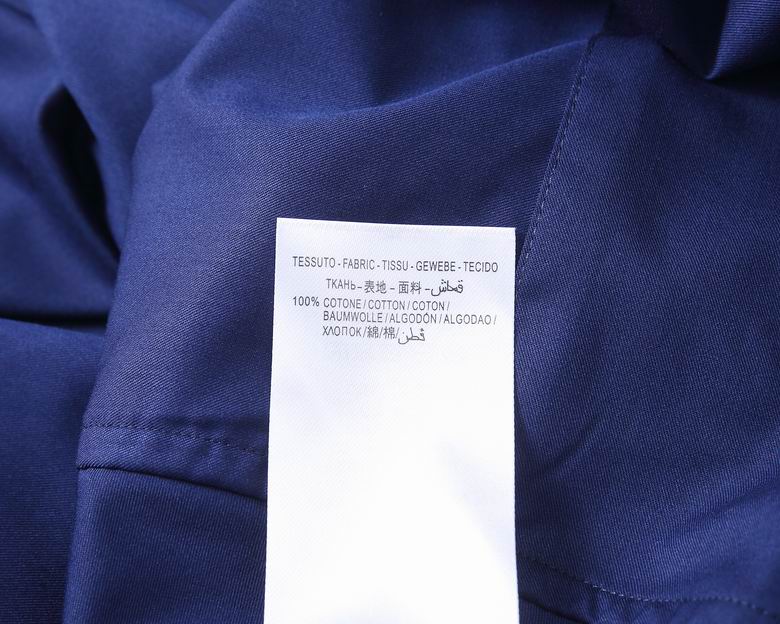 TESSUTO - FABRIC - TISSU - GEWEBE - TECIDO
ТКАНЬ - 表地 - 面料 - قماش
100% COTONE / COTTON / COTON /
BAUMWOLLE / ALGODÓN / ALGODAO /
ХЛОПОК / 綿 / 棉 / قطن